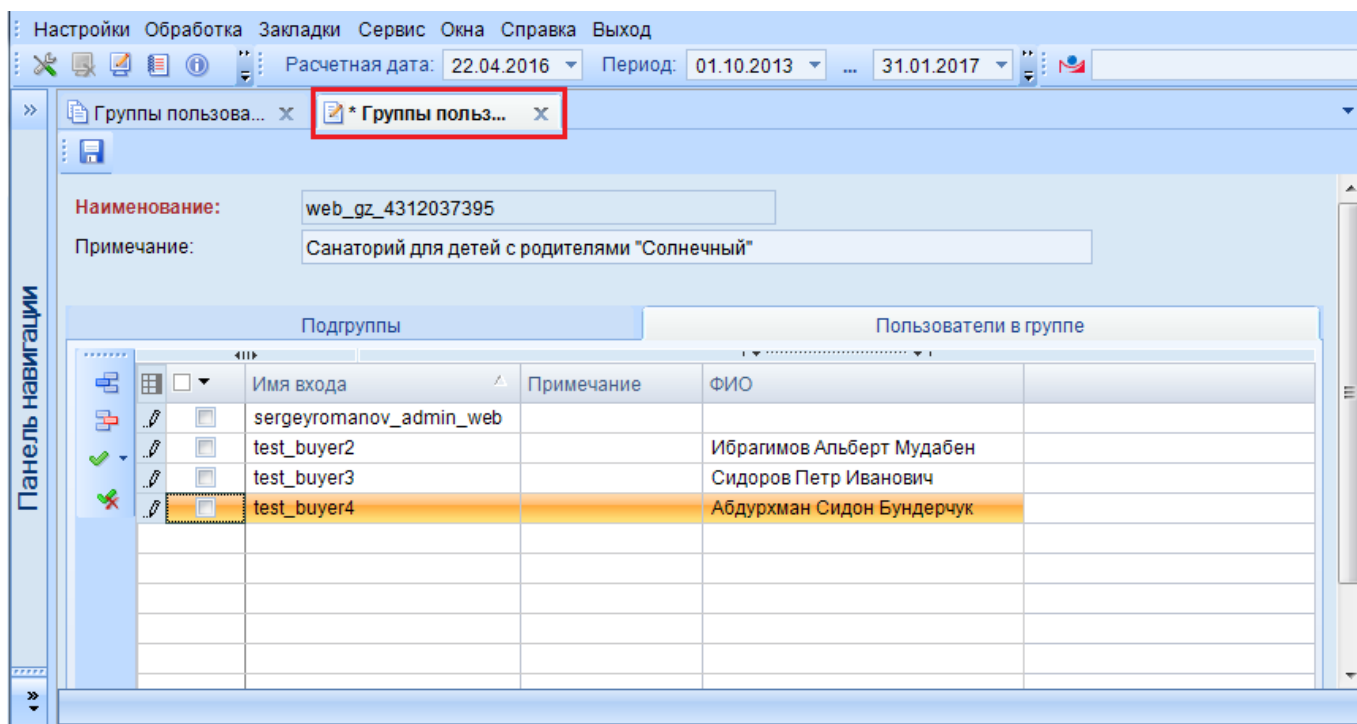 Настройки Обработка Закладки Сервис Окна Справка Выход
Расчетная дата: 22.04.2016 Период: 01.10.2013 ... 31.01.2017
Группы пользова... * Группы польз...
Наименование: web_gz_4312037395
Примечание: Санаторий для детей с родителями "Солнечный"
Панель навигации
Подгруппы Пользователи в группе
Имя входа Примечание ФИО
sergeyromanov_admin_web
test_buyer2 Ибрагимов Альберт Мудабен
test_buyer3 Сидоров Петр Иванович
test_buyer4 Абдурхман Сидон Бундерчук